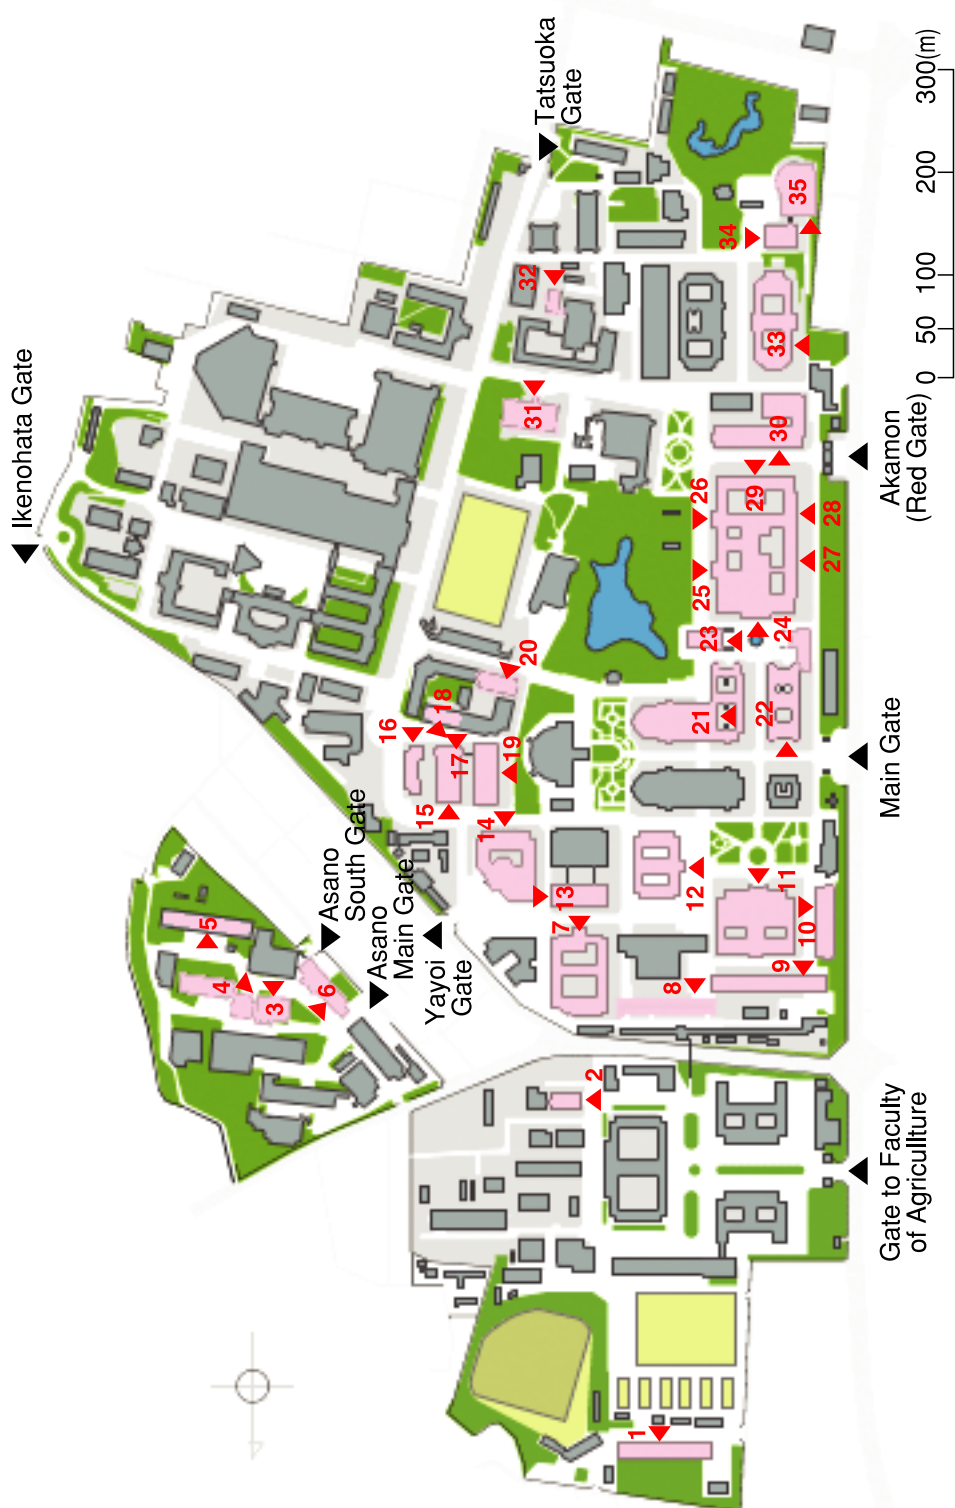 Ikenohata Gate
Tatsuoka
Gate
Asano
South Gate
Asano
Main Gate
Yayoi
Gate
Akamon
(Red Gate)
Main Gate
Gate to Faculty
of Agricullture
0
50
100
200
300(m)
1
2
3
4
5
6
7
8
9
10
11
12
13
14
15
16
17
18
19
20
21
22
23
24
25
26
27
28
29
30
31
32
33
34
35